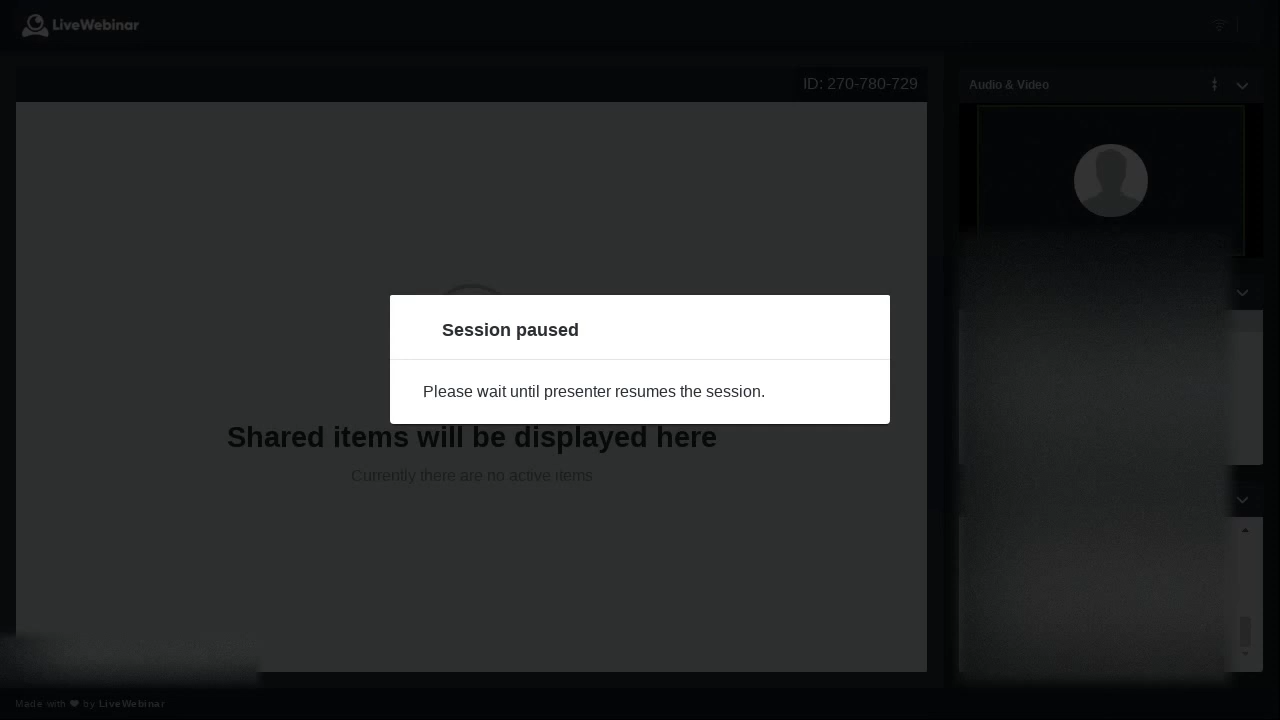 LiveWebinar
ID: 270-780-729
Audio & Video
Session paused
Please wait until presenter resumes the session.
Shared items will be displayed here
Currently there are no active items
Made with ❤ by LiveWebinar